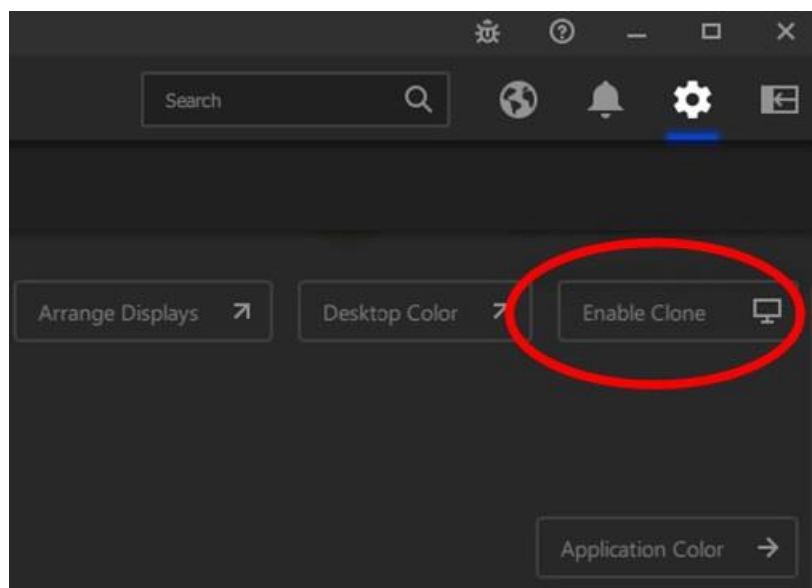 Search
Arrange Displays
Desktop Color
Enable Clone
Application Color